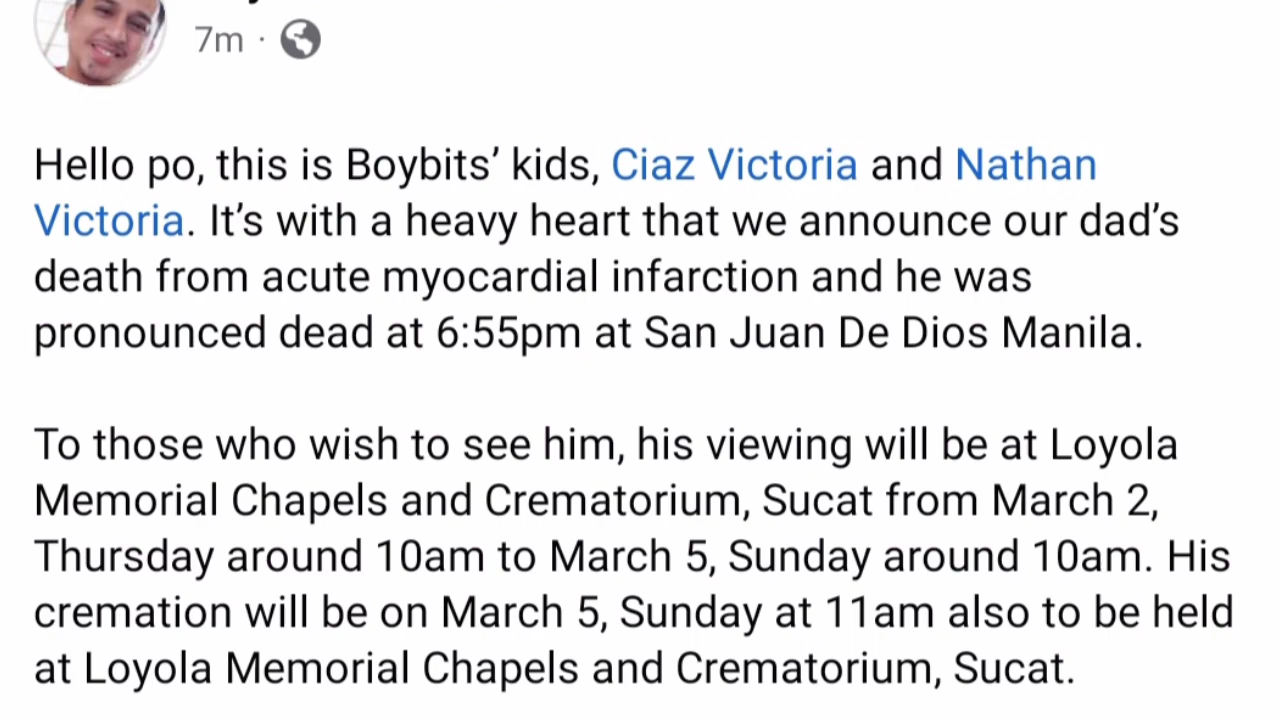 7m ·
Hello po, this is Boybits’ kids, Ciaz Victoria and Nathan
Victoria. It’s with a heavy heart that we announce our dad’s
death from acute myocardial infarction and he was
pronounced dead at 6:55pm at San Juan De Dios Manila.
To those who wish to see him, his viewing will be at Loyola
Memorial Chapels and Crematorium, Sucat from March 2,
Thursday around 10am to March 5, Sunday around 10am. His
cremation will be on March 5, Sunday at 11am also to be held
at Loyola Memorial Chapels and Crematorium, Sucat.